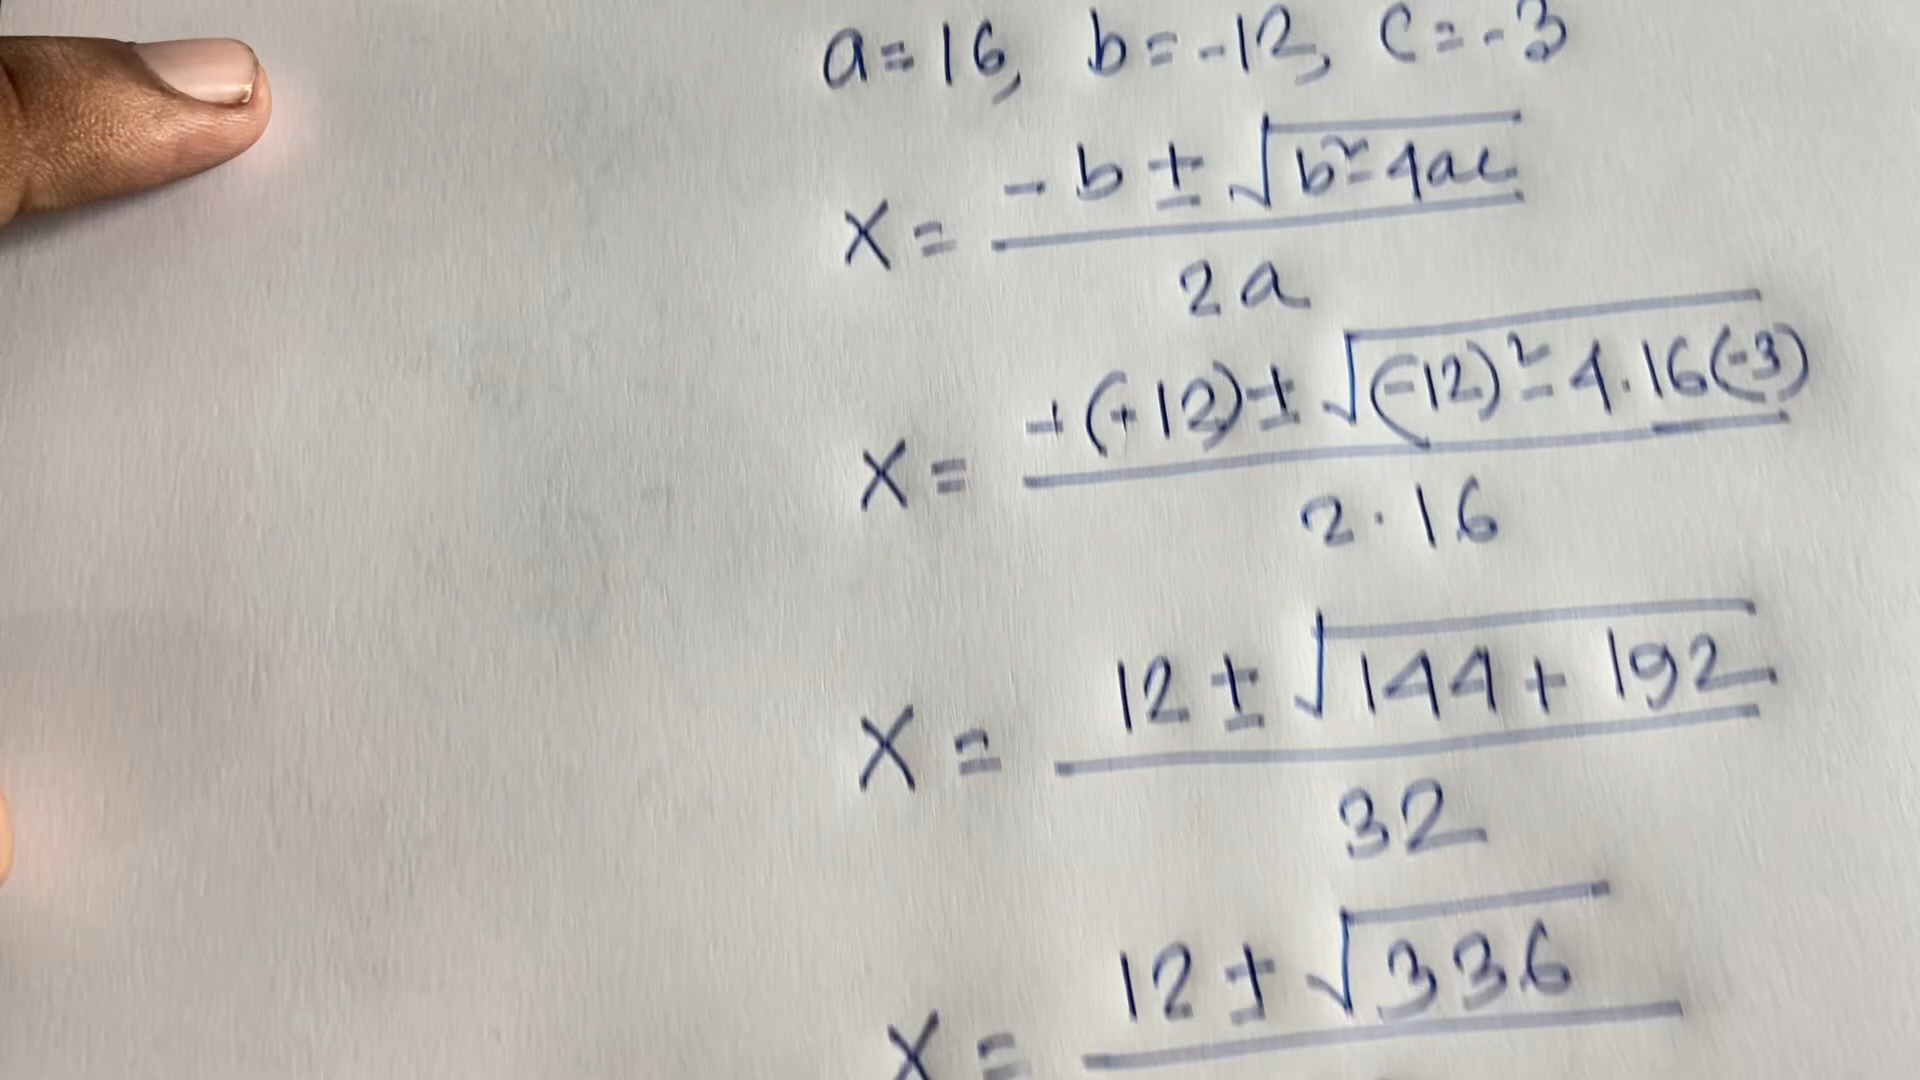 a = 16, b = -12, c = -3
x = -b ± √b² - 4ac
2a
x = -(-12) ± √(-12)² - 4.16(-3)
2 · 16
x = 12 ± √144 + 192
32
x = 12 ± √336